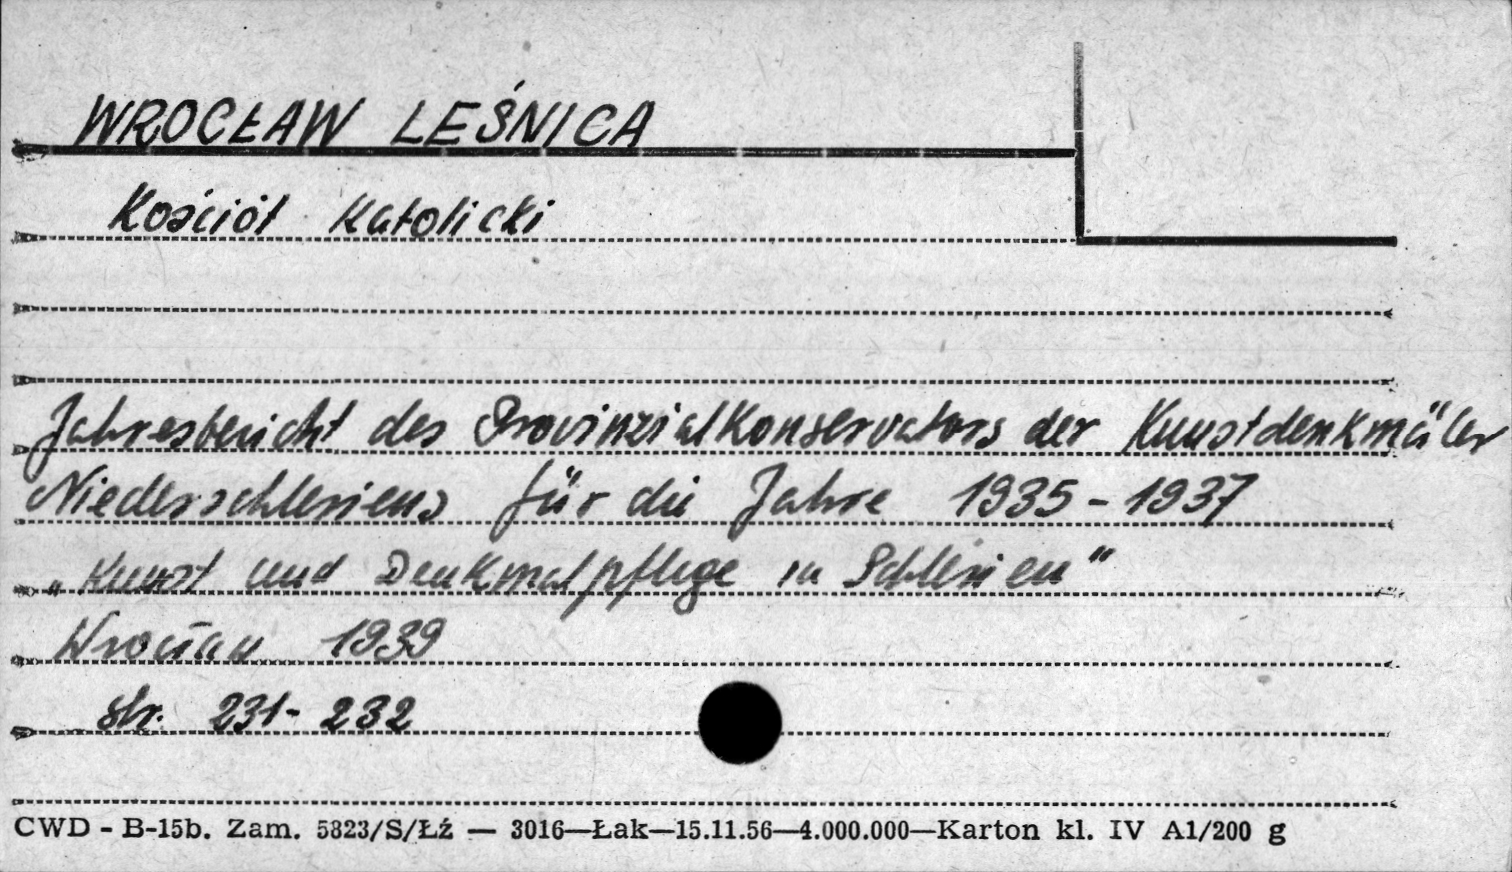 WROCŁAW LEŚNICA
Kościół Katolicki
Jahresbericht des Provinzialkonservators der Kunstdenkmäler
Niederschlesiens für die Jahre 1935-1937
„Kunst und Denkmalpflege in Schlesien"
Wrocław 1939
str. 231-232
CWD - B-15b. Zam. 5823/S/Łź — 3016—Łak—15.11.56—4.000.000—Karton kl. IV A1/200 g